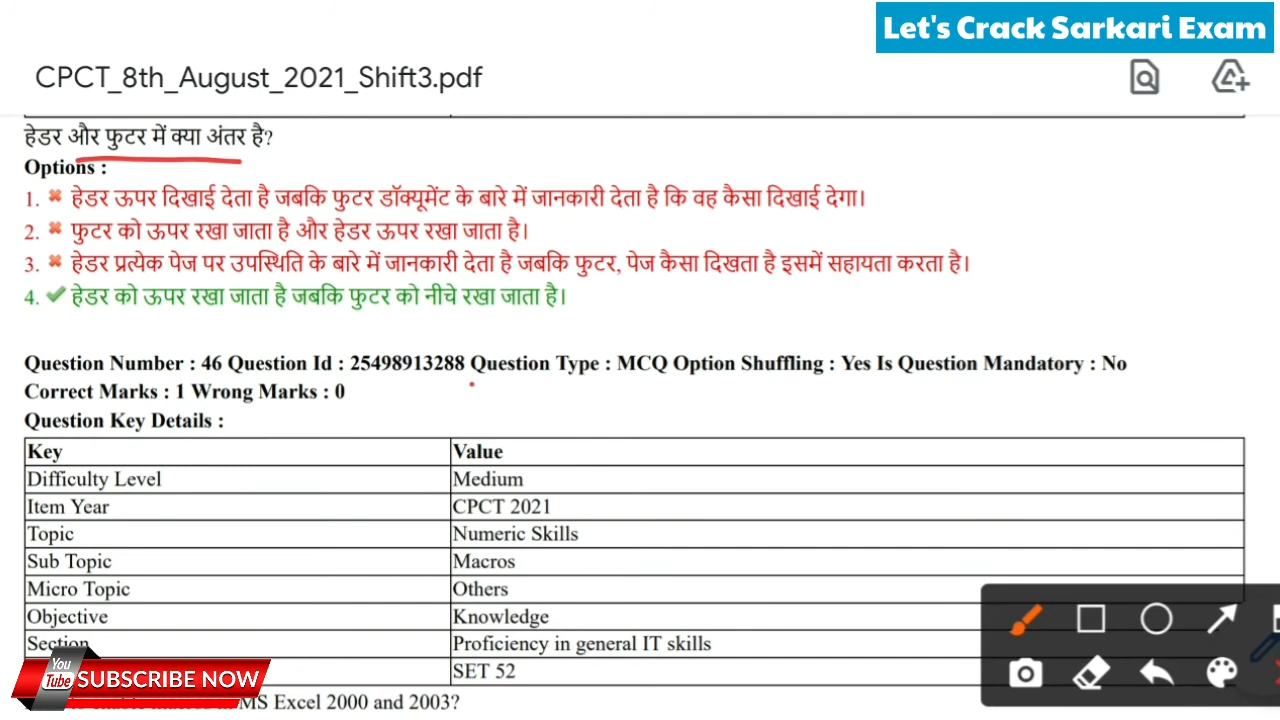 Let's Crack Sarkari Exam
CPCT_8th_August_2021_Shift3.pdf
हेडर और फुटर में क्या अंतर है?
Options :
1. हेडर ऊपर दिखाई देता है जबकि फुटर डॉक्यूमेंट के बारे में जानकारी देता है कि वह कैसा दिखाई देगा।
2. फुटर को ऊपर रखा जाता है और हेडर ऊपर रखा जाता है।
3. हेडर प्रत्येक पेज पर उपस्थिति के बारे में जानकारी देता है जबकि फुटर, पेज कैसा दिखता है इसमें सहायता करता है।
4. हेडर को ऊपर रखा जाता है जबकि फुटर को नीचे रखा जाता है।
Question Number : 46 Question Id : 25498913288 Question Type : MCQ Option Shuffling : Yes Is Question Mandatory : No
Correct Marks : 1 Wrong Marks : 0
Question Key Details :
Key Value
Difficulty Level Medium
Item Year CPCT 2021
Topic Numeric Skills
Sub Topic Macros
Micro Topic Others
Objective Knowledge
Section Proficiency in general IT skills
SET 52
You Tube SUBSCRIBE NOW
MS Excel 2000 and 2003?